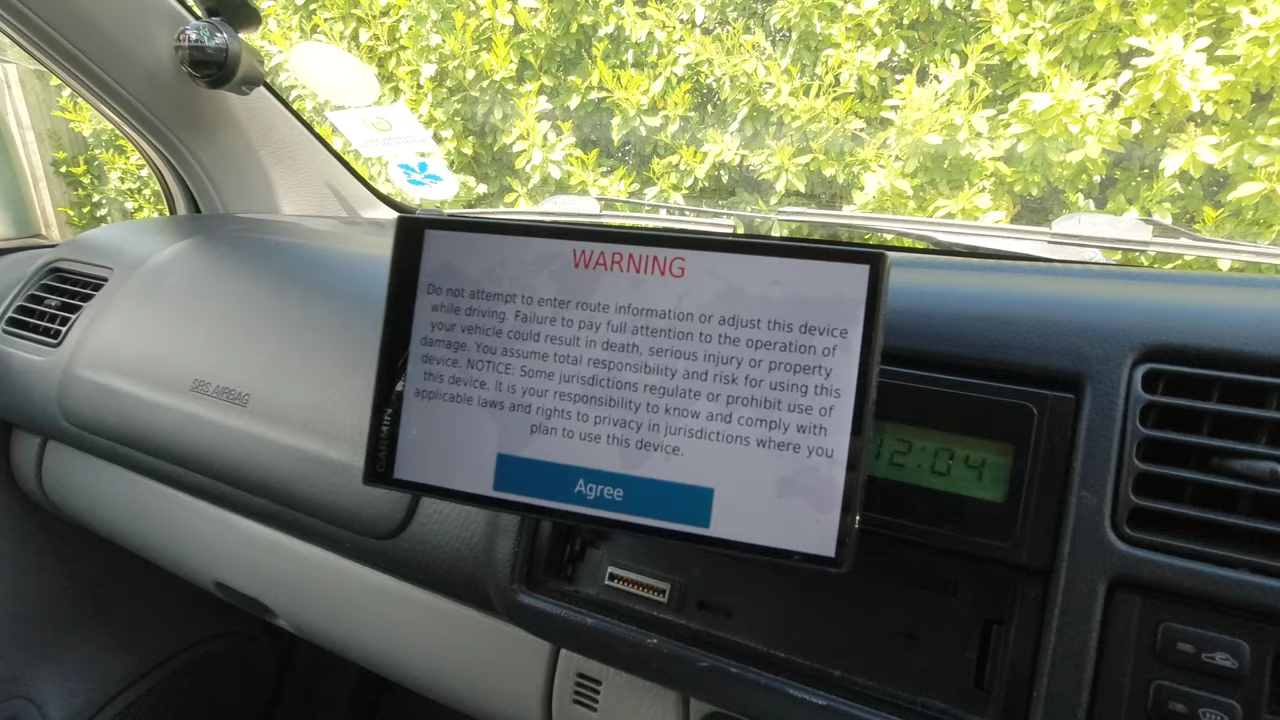 WARNING
Do not attempt to enter route information or adjust this device
while driving. Failure to pay full attention to the operation of
your vehicle could result in death, serious injury or property
damage. You assume total responsibility and risk for using this
device. NOTICE: Some jurisdictions regulate or prohibit use of
this device. It is your responsibility to know and comply with
applicable laws and rights to privacy in jurisdictions where you
plan to use this device.
Agree
GARMIN
SRS AIRBAG
12:04